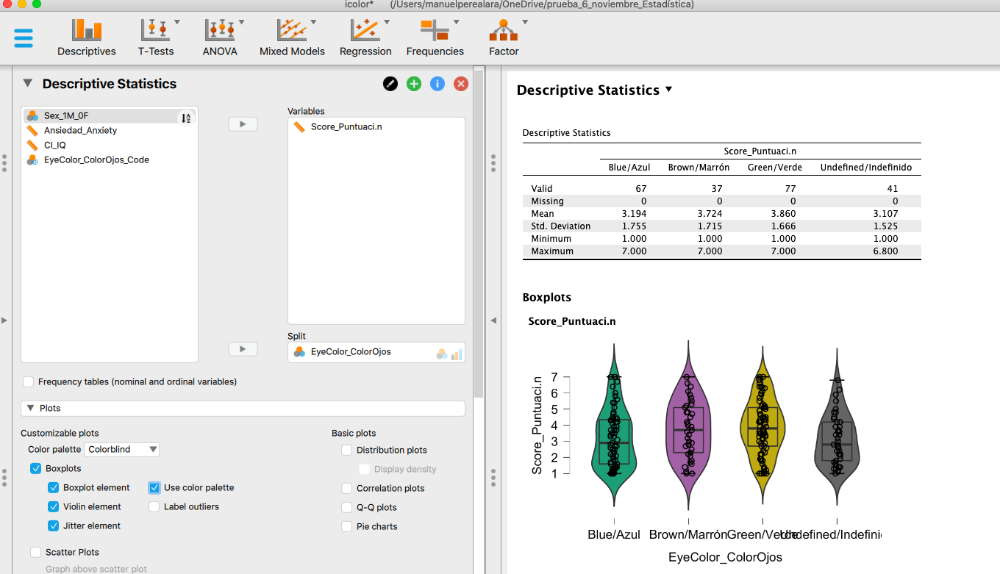 icolor* (/Users/manuelperealara/OneDrive/prueba_6_noviembre_Estadística)
Descriptives T-Tests ANOVA Mixed Models Regression Frequencies Factor
Descriptive Statistics
Sex_1M_0F
Ansiedad_Anxiety
CI_IQ
EyeColor_ColorOjos_Code
Variables
Score_Puntuaci.n
Split
EyeColor_ColorOjos
Frequency tables (nominal and ordinal variables)
Plots
Customizable plots
Color palette Colorblind
Boxplots
Boxplot element Use color palette
Violin element Label outliers
Jitter element
Scatter Plots
Graph above scatter plot
Basic plots
Distribution plots
Display density
Correlation plots
Q-Q plots
Pie charts
Descriptive Statistics
Descriptive Statistics
Score_Puntuaci.n
Blue/Azul Brown/Marrón Green/Verde Undefined/Indefinido
Valid 67 37 77 41
Missing 0 0 0 0
Mean 3.194 3.724 3.860 3.107
Std. Deviation 1.755 1.715 1.666 1.525
Minimum 1.000 1.000 1.000 1.000
Maximum 7.000 7.000 7.000 6.800
Boxplots
Score_Puntuaci.n
Score_Puntuaci.n
7
6
5
4
3
2
1
Blue/Azul Brown/Marrón Green/Verde Undefined/Indefini
EyeColor_ColorOjos